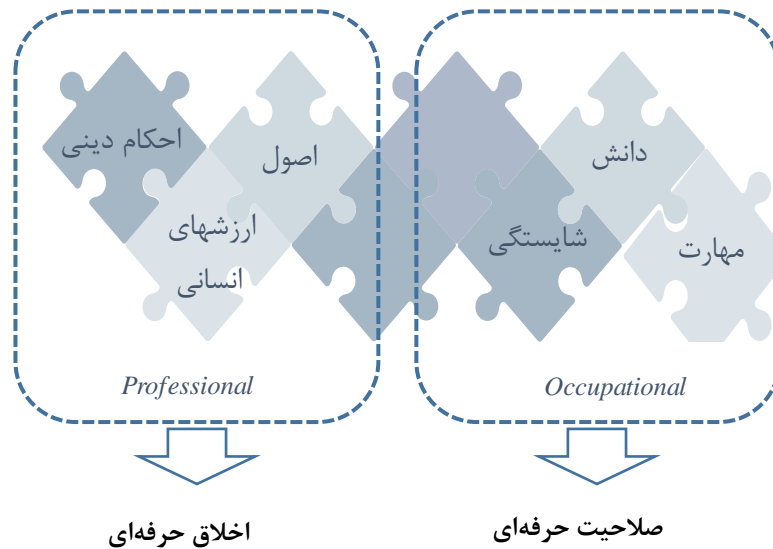 دانش
مهارت
شایستگی
اصول
احکام دینی
ارزشهای
انسانی
Occupational
Professional
صلاحیت حرفه‌ای
اخلاق حرفه‌ای